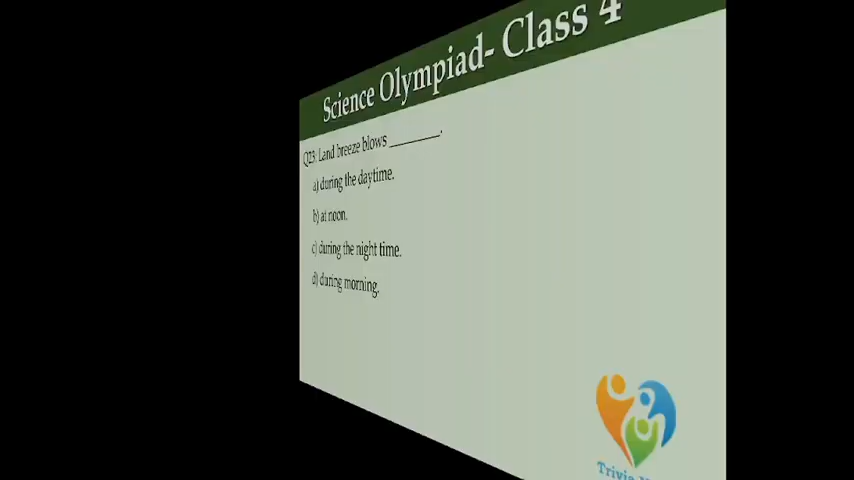 Science Olympiad- Class 4
Q23: Land breeze blows ________.
a) during the daytime.
b) at noon.
c) during the night time.
d) during morning.
Trivia